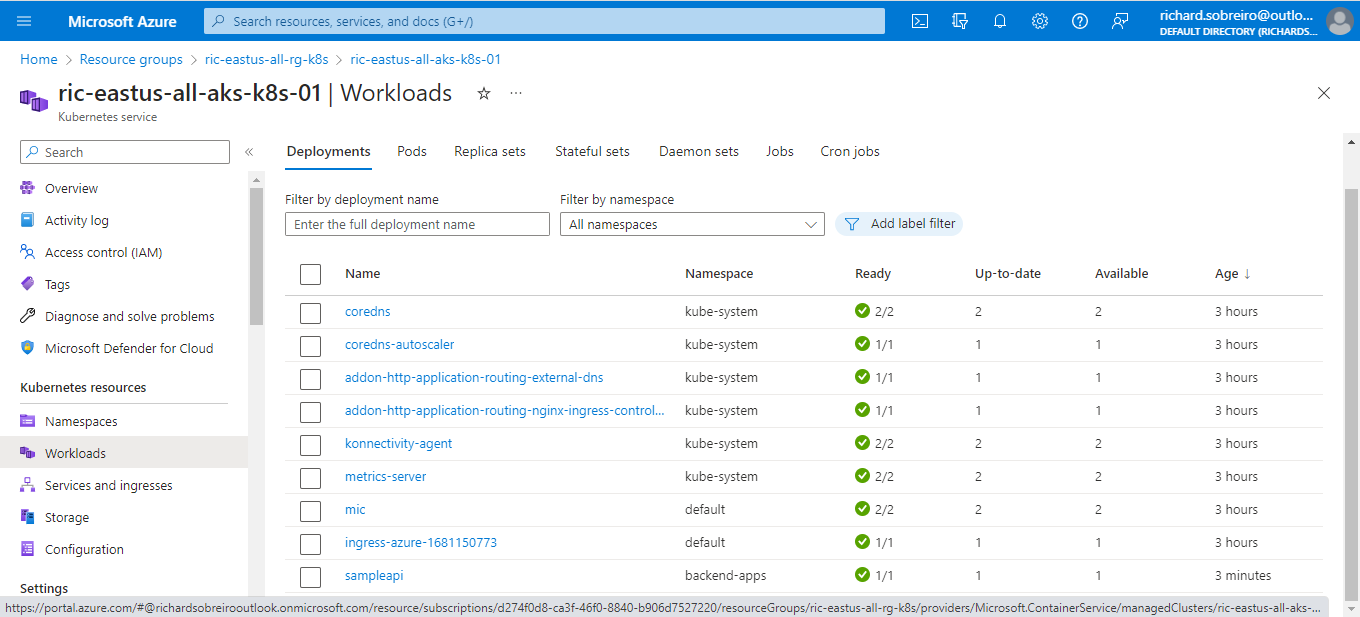 Microsoft Azure
Search resources, services, and docs (G+/)
richard.sobreiro@outlo...
DEFAULT DIRECTORY (RICHARDS...
Home > Resource groups > ric-eastus-all-rg-k8s > ric-eastus-all-aks-k8s-01
ric-eastus-all-aks-k8s-01 | Workloads
Kubernetes service
Search
Overview
Activity log
Access control (IAM)
Tags
Diagnose and solve problems
Microsoft Defender for Cloud
Kubernetes resources
Namespaces
Workloads
Services and ingresses
Storage
Configuration
Settings
Deployments Pods Replica sets Stateful sets Daemon sets Jobs Cron jobs
Filter by deployment name Filter by namespace
Enter the full deployment name All namespaces Add label filter
Name Namespace Ready Up-to-date Available Age ↓
coredns kube-system 2/2 2 2 3 hours
coredns-autoscaler kube-system 1/1 1 1 3 hours
addon-http-application-routing-external-dns kube-system 1/1 1 1 3 hours
addon-http-application-routing-nginx-ingress-control... kube-system 1/1 1 1 3 hours
konnectivity-agent kube-system 2/2 2 2 3 hours
metrics-server kube-system 2/2 2 2 3 hours
mic default 2/2 2 2 3 hours
ingress-azure-1681150773 default 1/1 1 1 3 hours
sampleapi backend-apps 1/1 1 1 3 minutes
https://portal.azure.com/#@richardsobreirooutlook.onmicrosoft.com/resource/subscriptions/d274f0d8-ca3f-46f0-8840-b906d7527220/resourceGroups/ric-eastus-all-rg-k8s/providers/Microsoft.ContainerService/managedClusters/ric-eastus-all-aks-...